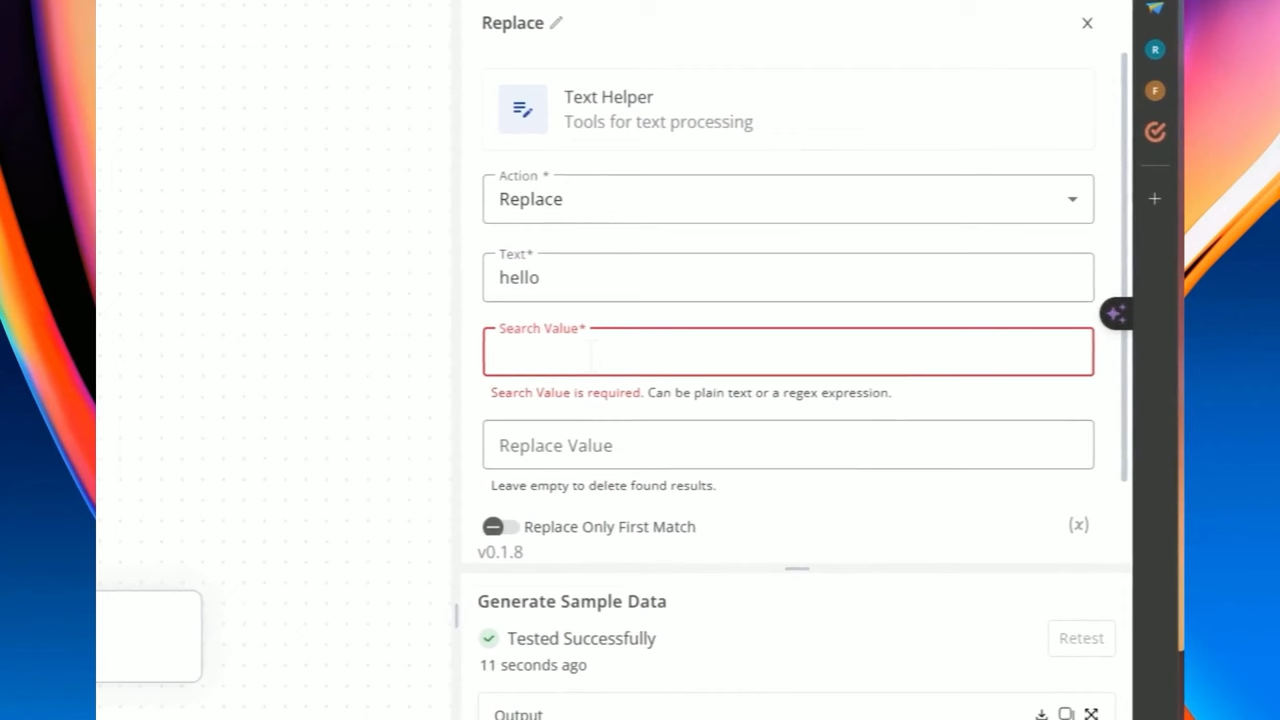 Replace
Text Helper
Tools for text processing
Action *
Replace
Text*
hello
Search Value*
Search Value is required. Can be plain text or a regex expression.
Replace Value
Leave empty to delete found results.
Replace Only First Match
(x)
v0.1.8
Generate Sample Data
Tested Successfully
Retest
11 seconds ago
Output
R
F